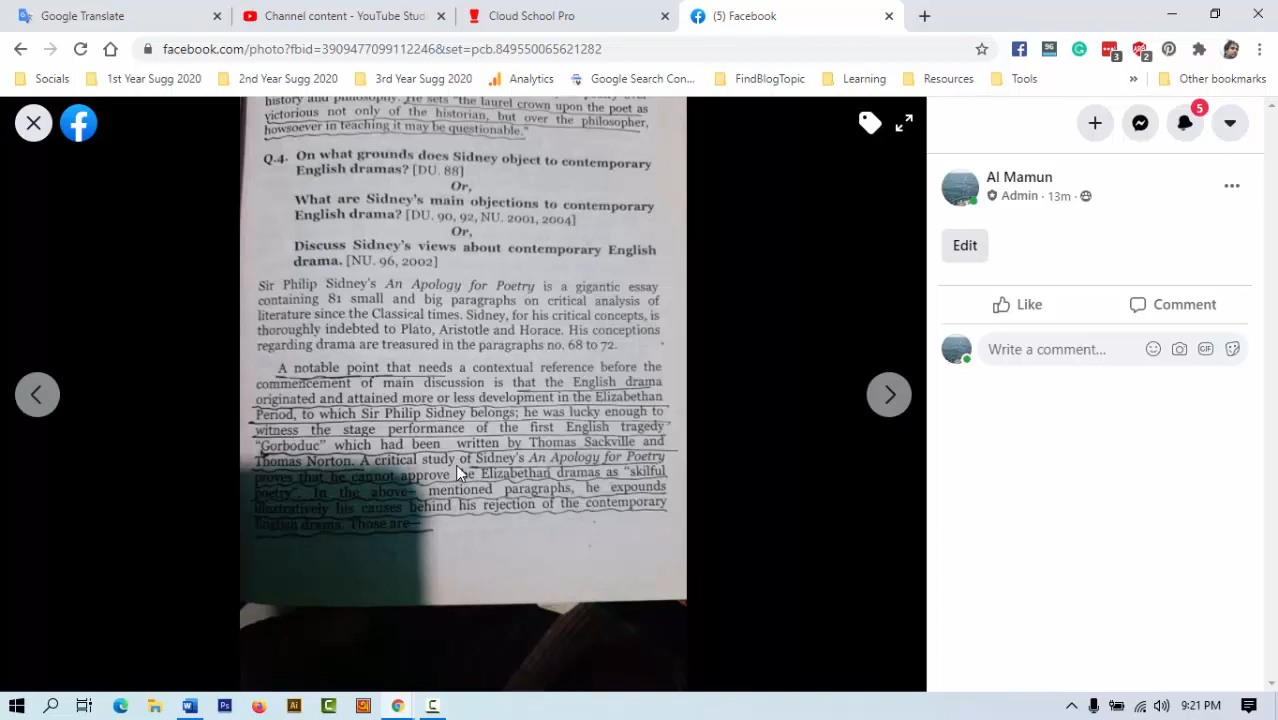 Google Translate
Channel content - YouTube Stud
Cloud School Pro
(5) Facebook
facebook.com/photo?fbid=3909477099112246&set=pcb.849550065621282
96
3
2
Socials
1st Year Sugg 2020
2nd Year Sugg 2020
3rd Year Sugg 2020
Analytics
Google Search Con...
FindBlogTopic
Learning
Resources
Tools
»
Other bookmarks
history and philosophy. He sets "the laurel crown upon the poet as
victorious not only of the historian, but over the philosopher,
howsoever in teaching it may be questionable."
Q.4. On what grounds does Sidney object to contemporary
English dramas? [DU. 88]
Or,
What are Sidney's main objections to contemporary
English drama? [DU. 90, 92, NU. 2001, 2004]
Or,
Discuss Sidney's views about contemporary English
drama. [NU. 96, 2002]
Sir Philip Sidney's An Apology for Poetry is a gigantic essay
containing 81 small and big paragraphs on critical analysis of
literature since the Classical times. Sidney, for his critical concepts, is
thoroughly indebted to Plato, Aristotle and Horace. His conceptions
regarding drama are treasured in the paragraphs no. 68 to 72.
A notable point that needs a contextual reference before the
commencement of main discussion is that the English drama
originated and attained more or less development in the Elizabethan
Period, to which Sir Philip Sidney belongs; he was lucky enough to
witness the stage performance of the first English tragedy
"Gorboduc" which had been written by Thomas Sackville and
Thomas Norton. A critical study of Sidney's An Apology for Poetry
proves that he cannot approve the Elizabethan dramas as "skilful
poetry". In the above- mentioned paragraphs, he expounds
illustratively his causes behind his rejection of the contemporary
English drama. Those are—
5
Al Mamun
Admin · 13m ·
Edit
Like
Comment
Write a comment...
GIF
9:21 PM